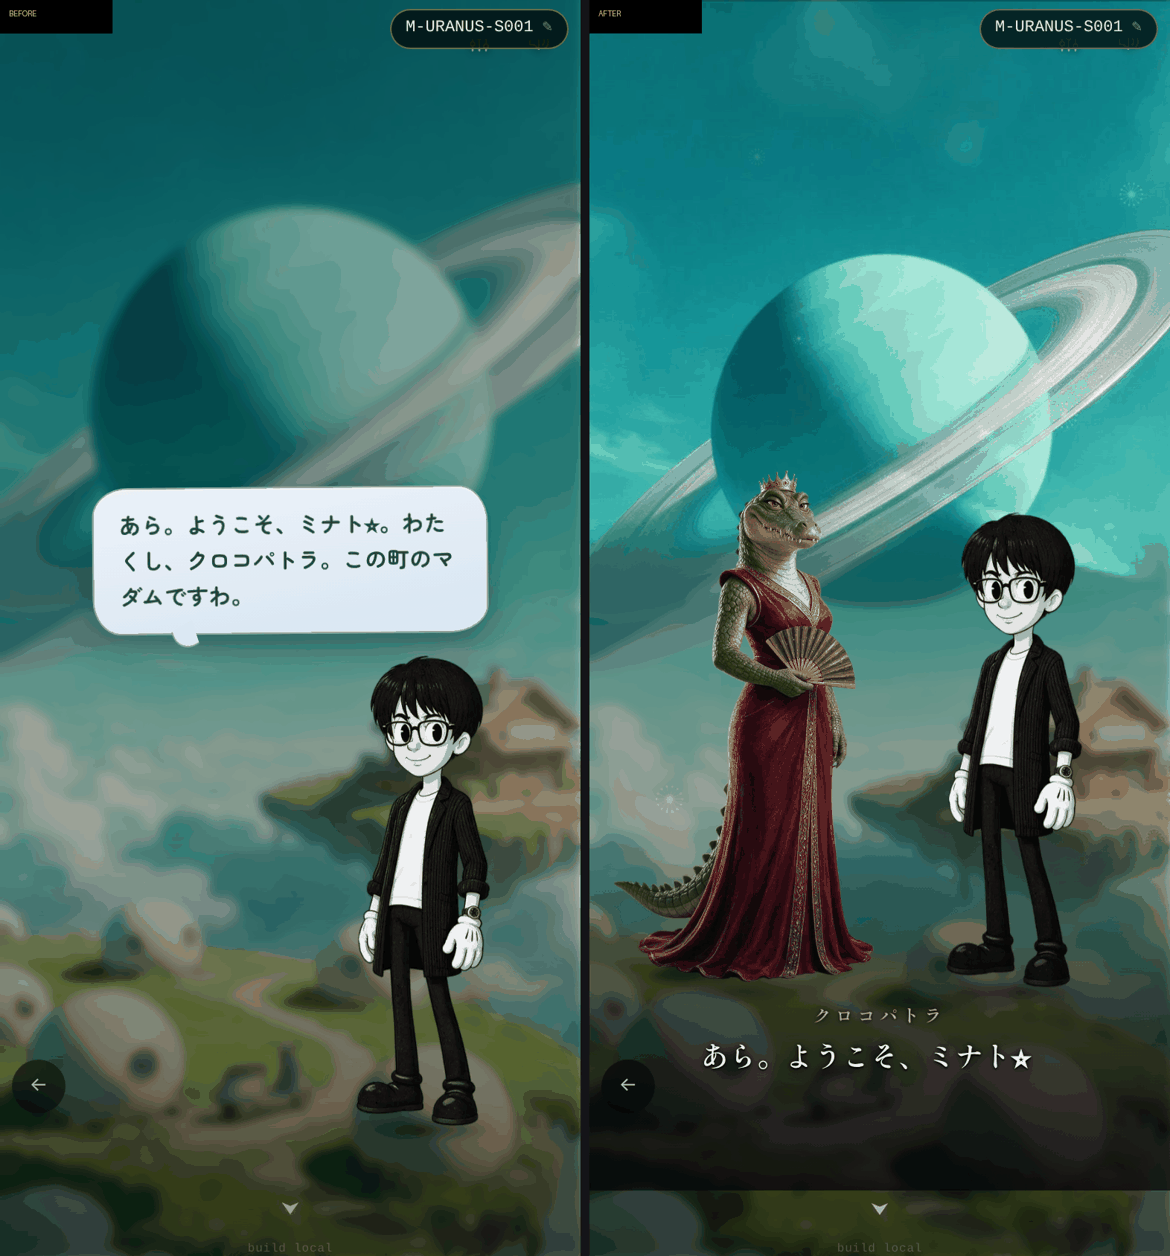 BEFORE
M-URANUS-S001 ✎
あら。ようこそ、ミナト★。わた
くし、クロコパトラ。この町のマ
ダムですわ。
build local
AFTER
M-URANUS-S001 ✎
クロコパトラ
あら。ようこそ、ミナト★
build local